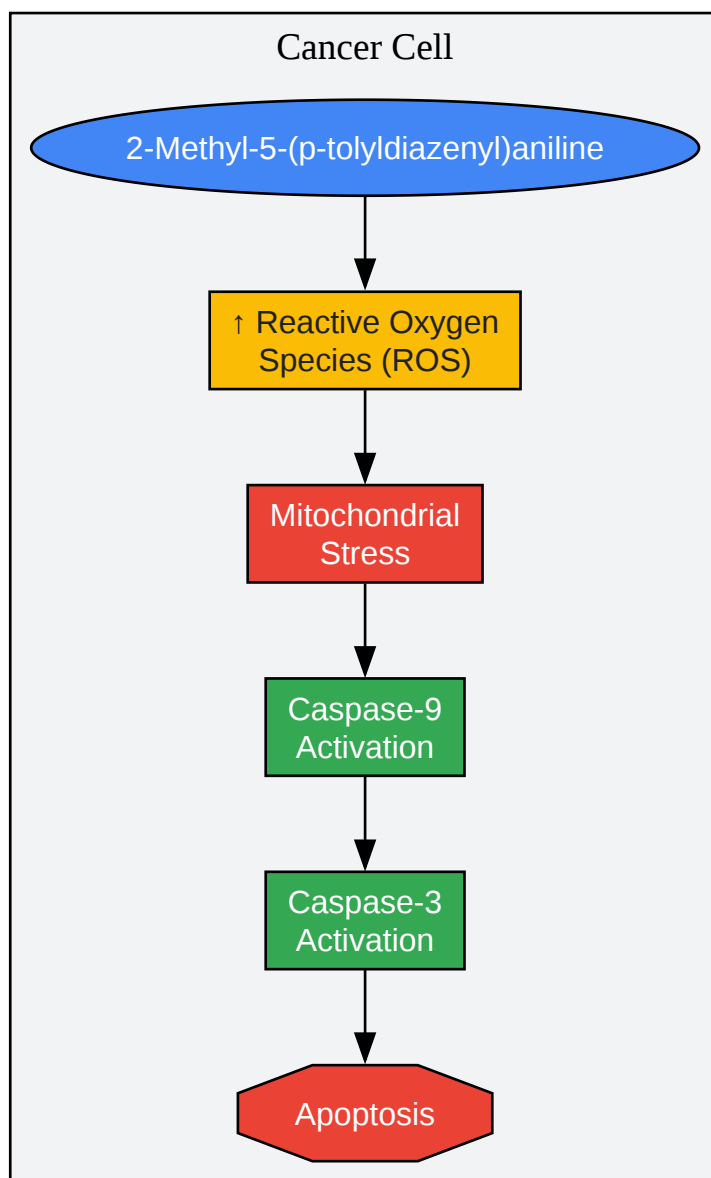 Cancer Cell
2-Methyl-5-(p-tolyldiazenyl)aniline
↑ Reactive Oxygen
Species (ROS)
Mitochondrial
Stress
Caspase-9
Activation
Caspase-3
Activation
Apoptosis